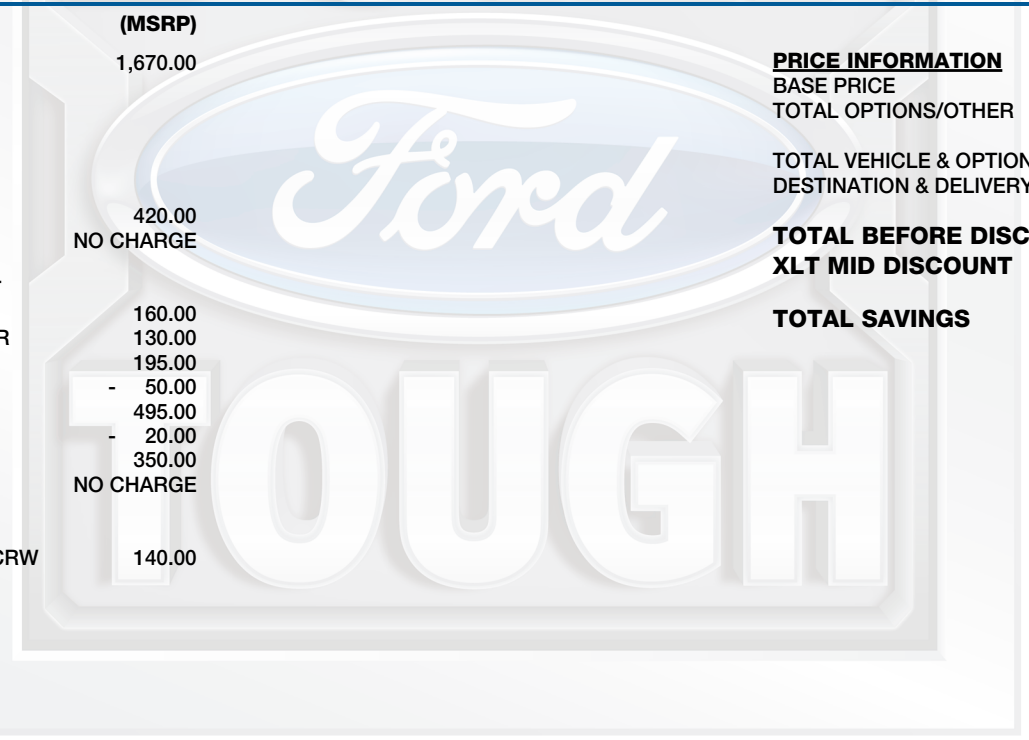 (MSRP)
1,670.00
420.00
NO CHARGE
160.00
R 130.00
195.00
- 50.00
495.00
- 20.00
350.00
NO CHARGE
CRW 140.00
PRICE INFORMATION
BASE PRICE
TOTAL OPTIONS/OTHER
TOTAL VEHICLE & OPTION
DESTINATION & DELIVERY
TOTAL BEFORE DISC
XLT MID DISCOUNT
TOTAL SAVINGS
Ford
TOUGH